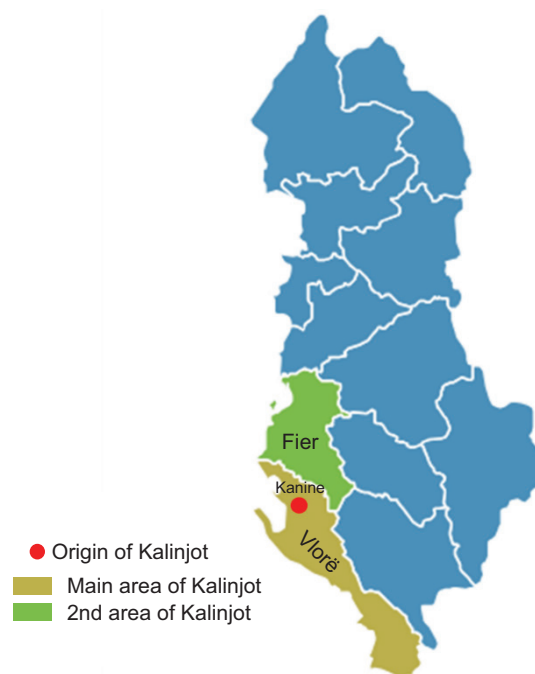 Fier
Kanine
Vlorë
Origin of Kalinjot
Main area of Kalinjot
2nd area of Kalinjot